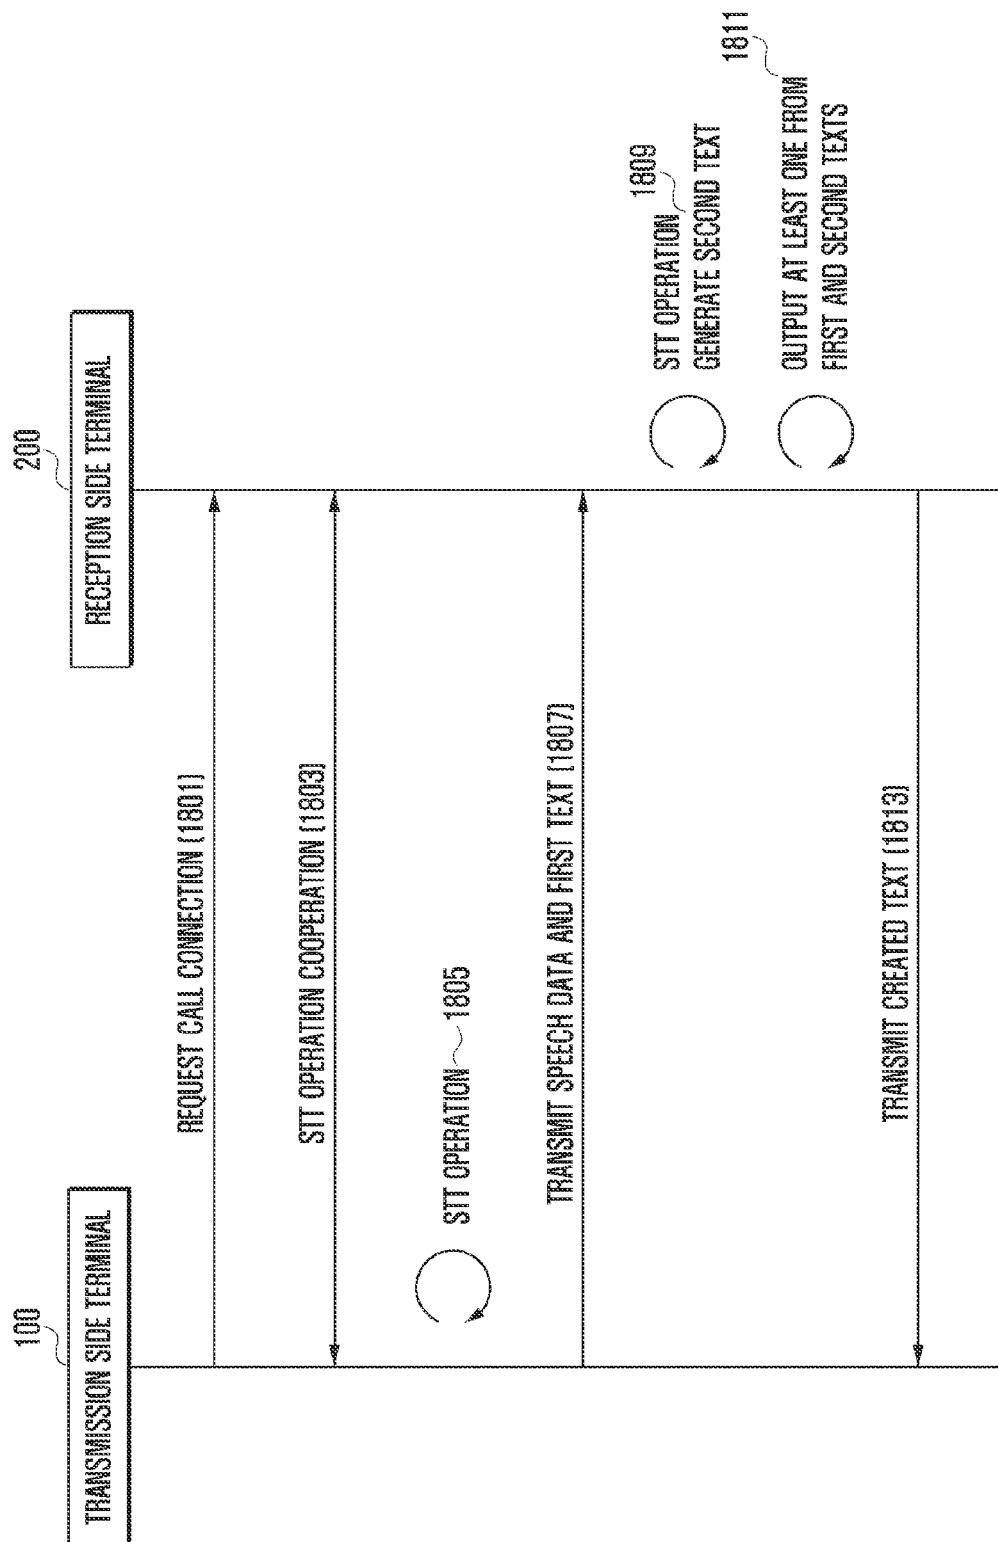 100
TRANSMISSION SIDE TERMINAL
200
RECEPTION SIDE TERMINAL
REQUEST CALL CONNECTION (1801)
STT OPERATION COOPERATION (1803)
STT OPERATION 1805
TRANSMIT SPEECH DATA AND FIRST TEXT (1807)
STT OPERATION 1809
GENERATE SECOND TEXT
1811
OUTPUT AT LEAST ONE FROM
FIRST AND SECOND TEXTS
TRANSMIT CREATED TEXT (1813)